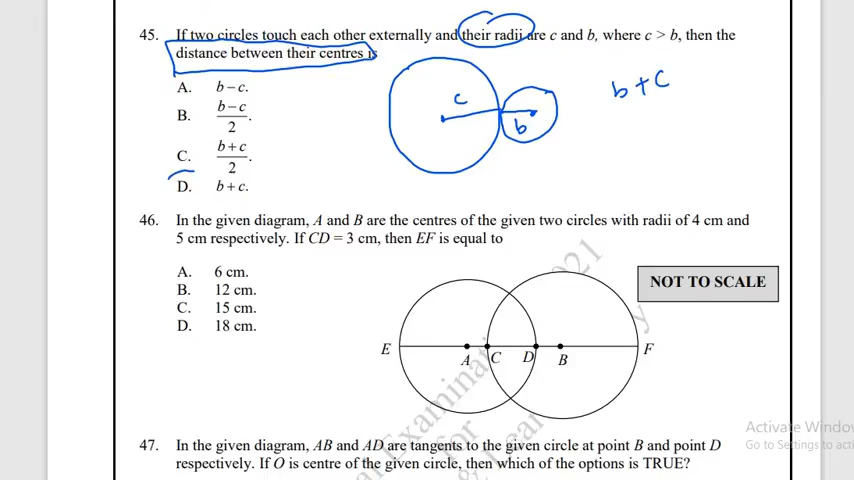 45. If two circles touch each other externally and their radii are c and b, where c > b, then the
distance between their centres is
A. b – c.
B. b – c / 2.
C. b + c / 2.
D. b + c.
c
b
b + c
46. In the given diagram, A and B are the centres of the given two circles with radii of 4 cm and
5 cm respectively. If CD = 3 cm, then EF is equal to
A. 6 cm.
B. 12 cm.
C. 15 cm.
D. 18 cm.
NOT TO SCALE
E A C D B F
47. In the given diagram, AB and AD are tangents to the given circle at point B and point D
respectively. If O is centre of the given circle, then which of the options is TRUE?
Activate Window
Go to Settings to acti